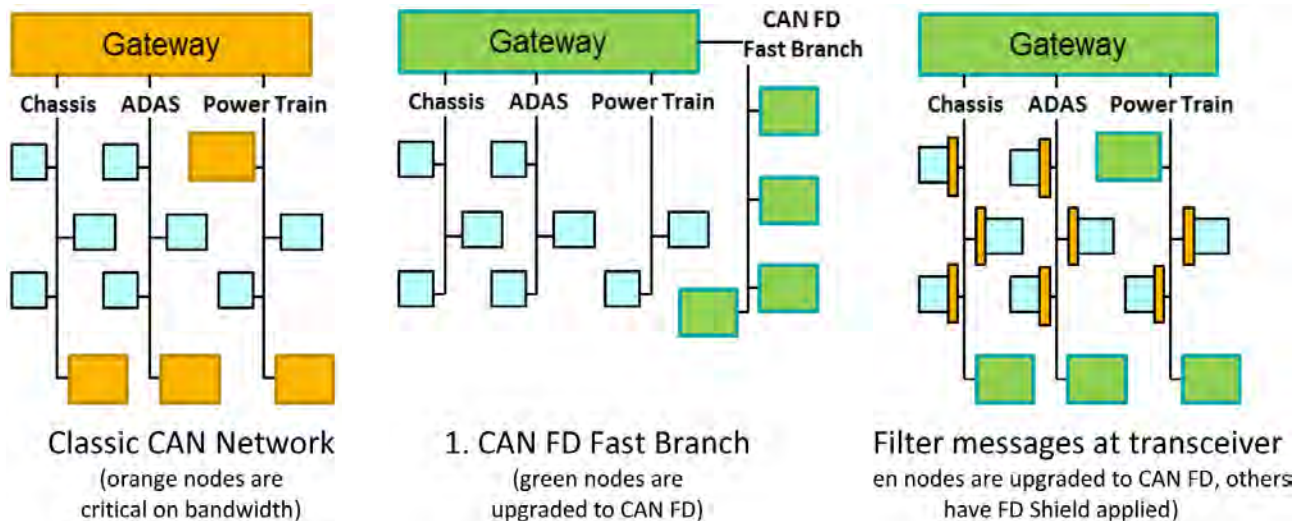 Gateway
Chassis ADAS Power Train
Classic CAN Network
(orange nodes are
critical on bandwidth)
Gateway
CAN FD
Fast Branch
Chassis ADAS Power Train
1. CAN FD Fast Branch
(green nodes are
upgraded to CAN FD)
Gateway
Chassis ADAS Power Train
Filter messages at transceiver
en nodes are upgraded to CAN FD, others
have FD Shield applied)